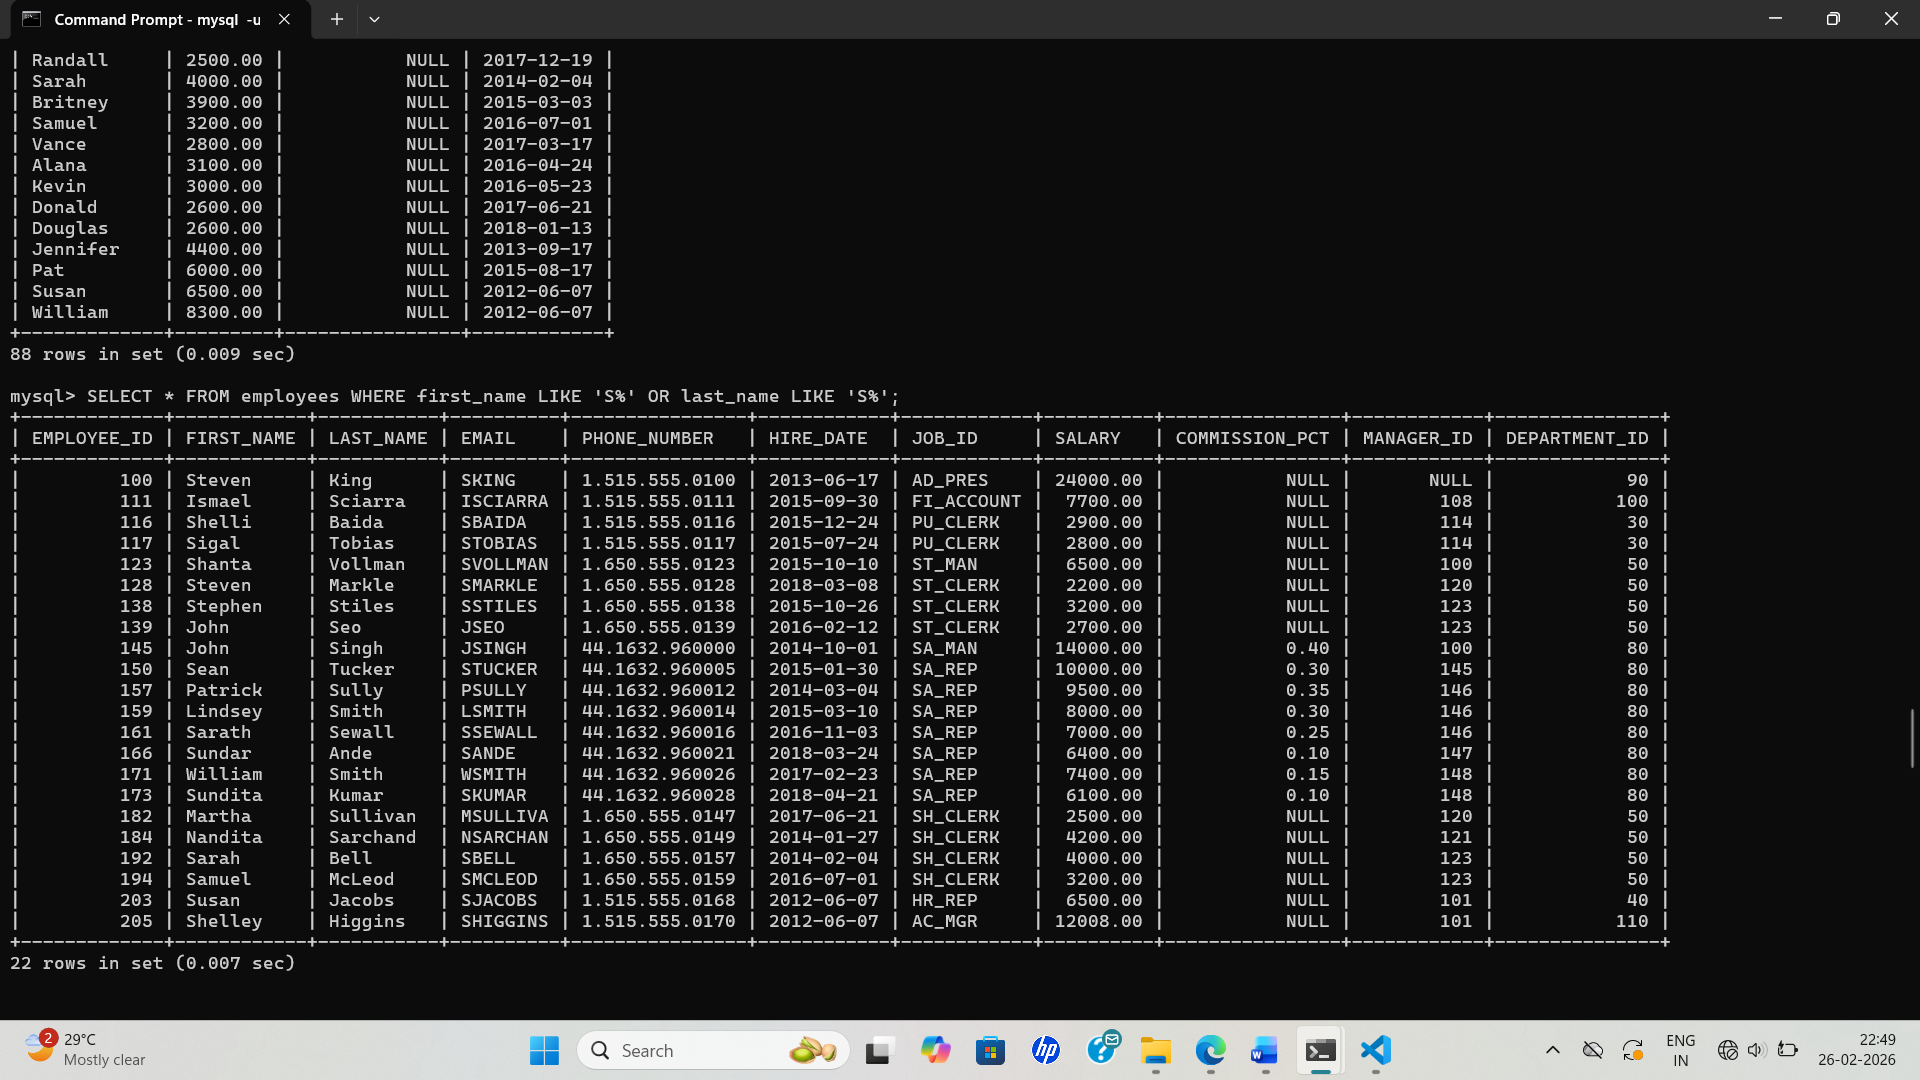 Command Prompt - mysql -u
| Randall     | 2500.00 |           NULL | 2017-12-19 |
| Sarah       | 4000.00 |           NULL | 2014-02-04 |
| Britney     | 3900.00 |           NULL | 2015-03-03 |
| Samuel      | 3200.00 |           NULL | 2016-07-01 |
| Vance       | 2800.00 |           NULL | 2017-03-17 |
| Alana       | 3100.00 |           NULL | 2016-04-24 |
| Kevin       | 3000.00 |           NULL | 2016-05-23 |
| Donald      | 2600.00 |           NULL | 2017-06-21 |
| Douglas     | 2600.00 |           NULL | 2018-01-13 |
| Jennifer    | 4400.00 |           NULL | 2013-09-17 |
| Pat         | 6000.00 |           NULL | 2015-08-17 |
| Susan       | 6500.00 |           NULL | 2012-06-07 |
| William     | 8300.00 |           NULL | 2012-06-07 |
+-------------+---------+----------------+------------+
88 rows in set (0.009 sec)
mysql> SELECT * FROM employees WHERE first_name LIKE 'S%' OR last_name LIKE 'S%';
+-------------+------------+-----------+----------+----------------+------------+------------+----------+----------------+------------+---------------+
| EMPLOYEE_ID | FIRST_NAME | LAST_NAME | EMAIL    | PHONE_NUMBER   | HIRE_DATE  | JOB_ID     | SALARY   | COMMISSION_PCT | MANAGER_ID | DEPARTMENT_ID |
+-------------+------------+-----------+----------+----------------+------------+------------+----------+----------------+------------+---------------+
|         100 | Steven     | King      | SKING    | 1.515.555.0100 | 2013-06-17 | AD_PRES    | 24000.00 |           NULL |       NULL |            90 |
|         111 | Ismael     | Sciarra   | ISCIARRA | 1.515.555.0111 | 2015-09-30 | FI_ACCOUNT |  7700.00 |           NULL |        108 |           100 |
|         116 | Shelli     | Baida     | SBAIDA   | 1.515.555.0116 | 2015-12-24 | PU_CLERK   |  2900.00 |           NULL |        114 |            30 |
|         117 | Sigal      | Tobias    | STOBIAS  | 1.515.555.0117 | 2015-07-24 | PU_CLERK   |  2800.00 |           NULL |        114 |            30 |
|         123 | Shanta     | Vollman   | SVOLLMAN | 1.650.555.0123 | 2015-10-10 | ST_MAN     |  6500.00 |           NULL |        100 |            50 |
|         128 | Steven     | Markle    | SMARKLE  | 1.650.555.0128 | 2018-03-08 | ST_CLERK   |  2200.00 |           NULL |        120 |            50 |
|         138 | Stephen    | Stiles    | SSTILES  | 1.650.555.0138 | 2015-10-26 | ST_CLERK   |  3200.00 |           NULL |        123 |            50 |
|         139 | John       | Seo       | JSEO     | 1.650.555.0139 | 2016-02-12 | ST_CLERK   |  2700.00 |           NULL |        123 |            50 |
|         145 | John       | Singh     | JSINGH   | 44.1632.960000 | 2014-10-01 | SA_MAN     | 14000.00 |           0.40 |        100 |            80 |
|         150 | Sean       | Tucker    | STUCKER  | 44.1632.960005 | 2015-01-30 | SA_REP     | 10000.00 |           0.30 |        145 |            80 |
|         157 | Patrick    | Sully     | PSULLY   | 44.1632.960012 | 2014-03-04 | SA_REP     |  9500.00 |           0.35 |        146 |            80 |
|         159 | Lindsey    | Smith     | LSMITH   | 44.1632.960014 | 2015-03-10 | SA_REP     |  8000.00 |           0.30 |        146 |            80 |
|         161 | Sarath     | Sewall    | SSEWALL  | 44.1632.960016 | 2016-11-03 | SA_REP     |  7000.00 |           0.25 |        146 |            80 |
|         166 | Sundar     | Ande      | SANDE    | 44.1632.960021 | 2018-03-24 | SA_REP     |  6400.00 |           0.10 |        147 |            80 |
|         171 | William    | Smith     | WSMITH   | 44.1632.960026 | 2017-02-23 | SA_REP     |  7400.00 |           0.15 |        148 |            80 |
|         173 | Sundita    | Kumar     | SKUMAR   | 44.1632.960028 | 2018-04-21 | SA_REP     |  6100.00 |           0.10 |        148 |            80 |
|         182 | Martha     | Sullivan  | MSULLIVA | 1.650.555.0147 | 2017-06-21 | SH_CLERK   |  2500.00 |           NULL |        120 |            50 |
|         184 | Nandita    | Sarchand  | NSARCHAN | 1.650.555.0149 | 2014-01-27 | SH_CLERK   |  4200.00 |           NULL |        121 |            50 |
|         192 | Sarah      | Bell      | SBELL    | 1.650.555.0157 | 2014-02-04 | SH_CLERK   |  4000.00 |           NULL |        123 |            50 |
|         194 | Samuel     | McLeod    | SMCLEOD  | 1.650.555.0159 | 2016-07-01 | SH_CLERK   |  3200.00 |           NULL |        123 |            50 |
|         203 | Susan      | Jacobs    | SJACOBS  | 1.515.555.0168 | 2012-06-07 | HR_REP     |  6500.00 |           NULL |        101 |            40 |
|         205 | Shelley    | Higgins   | SHIGGINS | 1.515.555.0170 | 2012-06-07 | AC_MGR     | 12008.00 |           NULL |        101 |           110 |
+-------------+------------+-----------+----------+----------------+------------+------------+----------+----------------+------------+---------------+
22 rows in set (0.007 sec)
2
29°C
Mostly clear
Search
hp
W
ENG
IN
22:49
26-02-2026